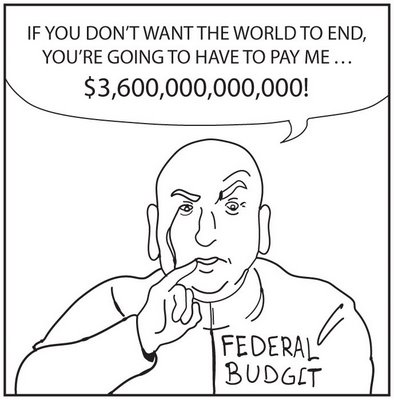 IF YOU DON'T WANT THE WORLD TO END,
YOU'RE GOING TO HAVE TO PAY ME ...
$3,600,000,000,000!
FEDERAL
BUDGET